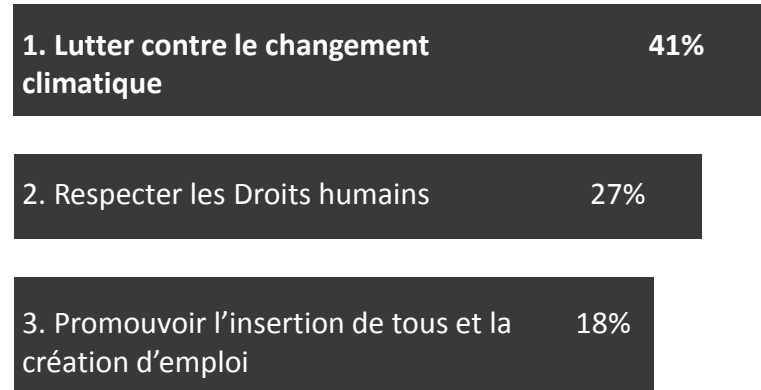 1. Lutter contre le changement 41%
climatique
2. Respecter les Droits humains 27%
3. Promouvoir l’insertion de tous et la 18%
création d’emploi